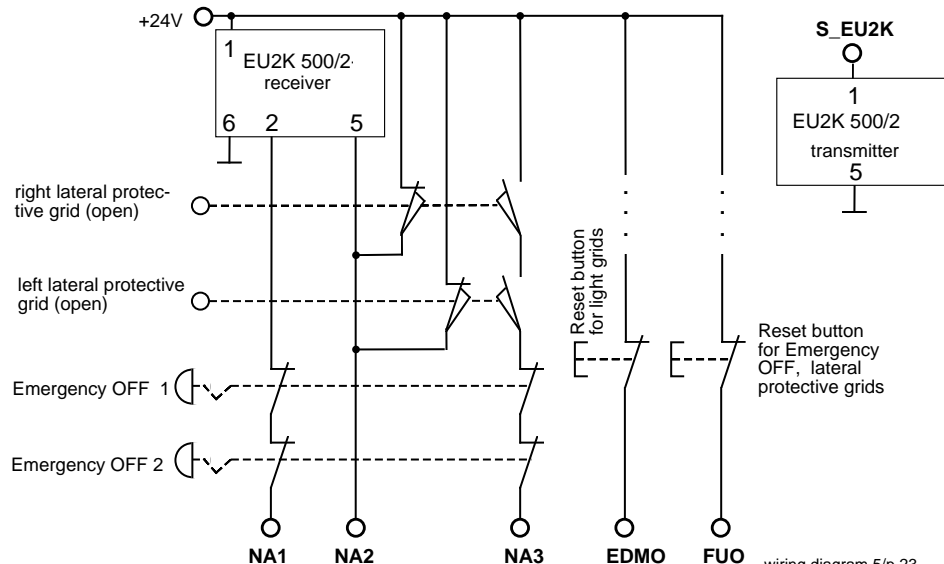 +24V
S_EU2K
1
EU2K 500/2
receiver
6 2 5
1
EU2K 500/2
transmitter
5
right lateral protec-
tive grid (open)
left lateral protective
grid (open)
Reset button
for light grids
Reset button
for Emergency
OFF, lateral
protective grids
Emergency OFF 1
Emergency OFF 2
NA1 NA2 NA3 EDMO FUO
wiring diagram 5/p.23